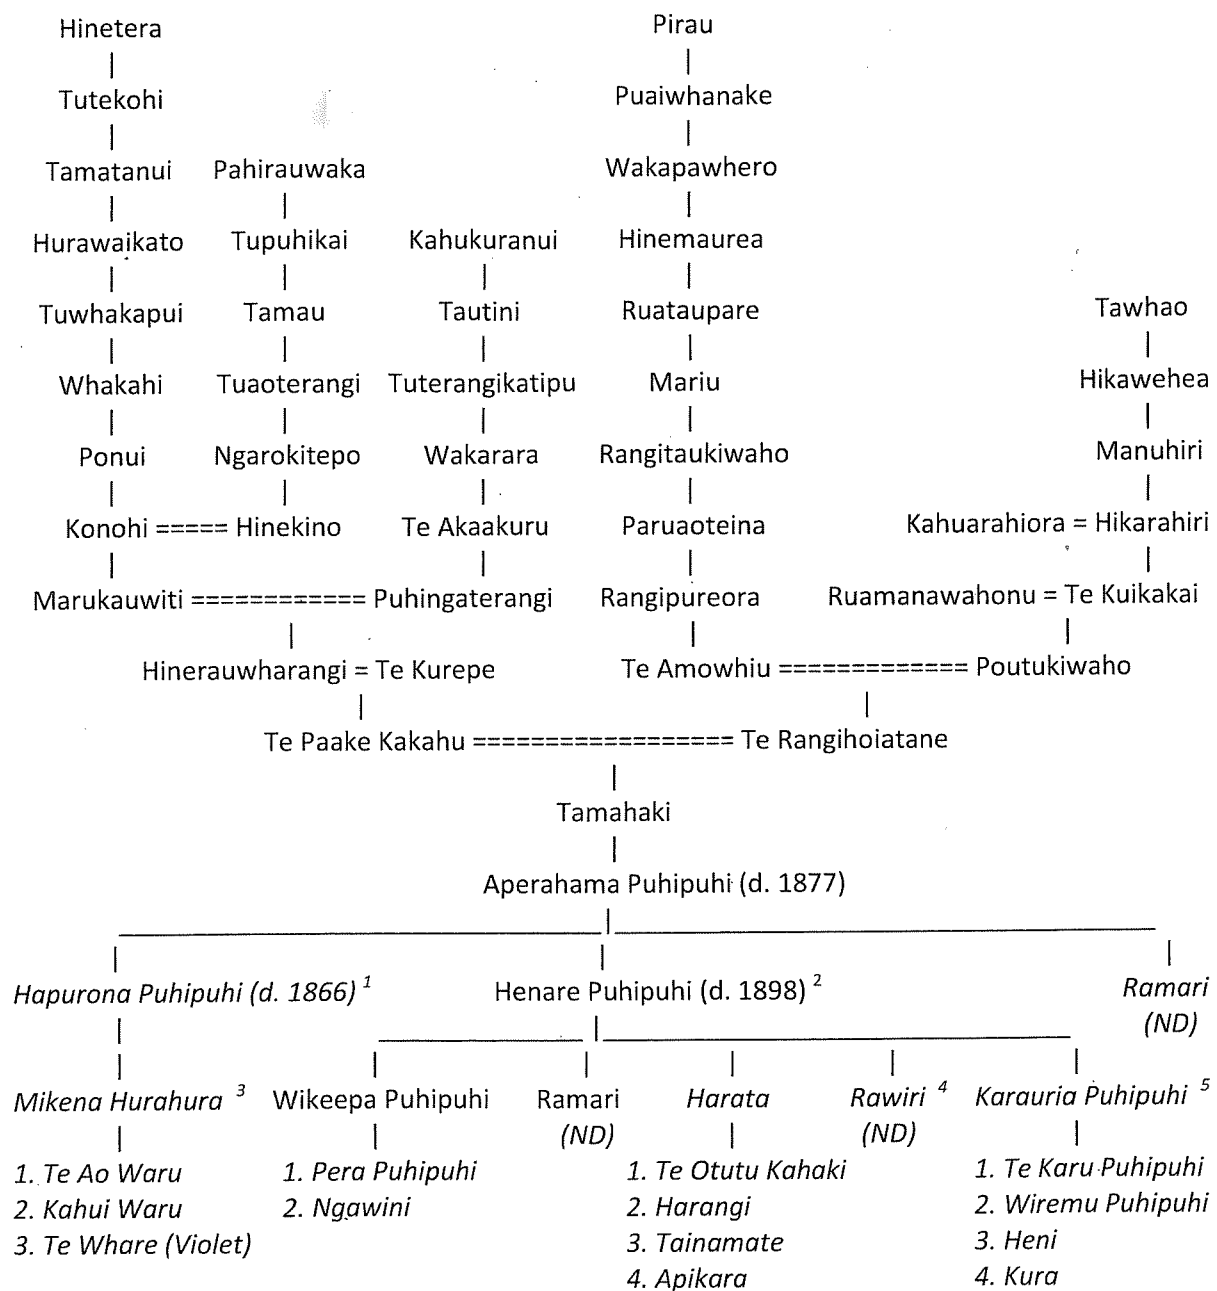 Hinetera Pirau
Tutekohi Puaiwhanake
Tamatanui Pahirauwaka Wakapawhero
Hurawaikato Tupuhikai Kahukuranui Hinemaurea
Tuwhakapui Tamau Tautini Ruataupare Tawhao
Whakahi Tuaoterangi Tuterangikatipu Mariu Hikawehea
Ponui Ngarokitepo Wakarara Rangitaukiwaho Manuhiri
Konohi ===== Hinekino Te Akaakuru Paruaoteina Kahuarahiora = Hikarahiri
Marukauwiti ============ Puhingaterangi Rangipureora Ruamanawahonu = Te Kuikakai
Hinerauwharangi = Te Kurepe Te Amowhiu ============= Poutukiwaho
Te Paake Kakahu ================== Te Rangihoiatane
Tamahaki
Aperahama Puhipuhi (d. 1877)
Hapurona Puhipuhi (d. 1866) 1 Henare Puhipuhi (d. 1898) 2 Ramari
(ND)
Mikena Hurahura 3 Wikeepa Puhipuhi Ramari Harata Rawiri 4 Karauria Puhipuhi 5
(ND) (ND)
1. Te Ao Waru 1. Pera Puhipuhi 1. Te Otutu Kahaki 1. Te Karu Puhipuhi
2. Kahui Waru 2. Ngawini 2. Harangi 2. Wiremu Puhipuhi
3. Te Whare (Violet) 3. Tainamate 3. Heni
4. Apikara 4. Kura